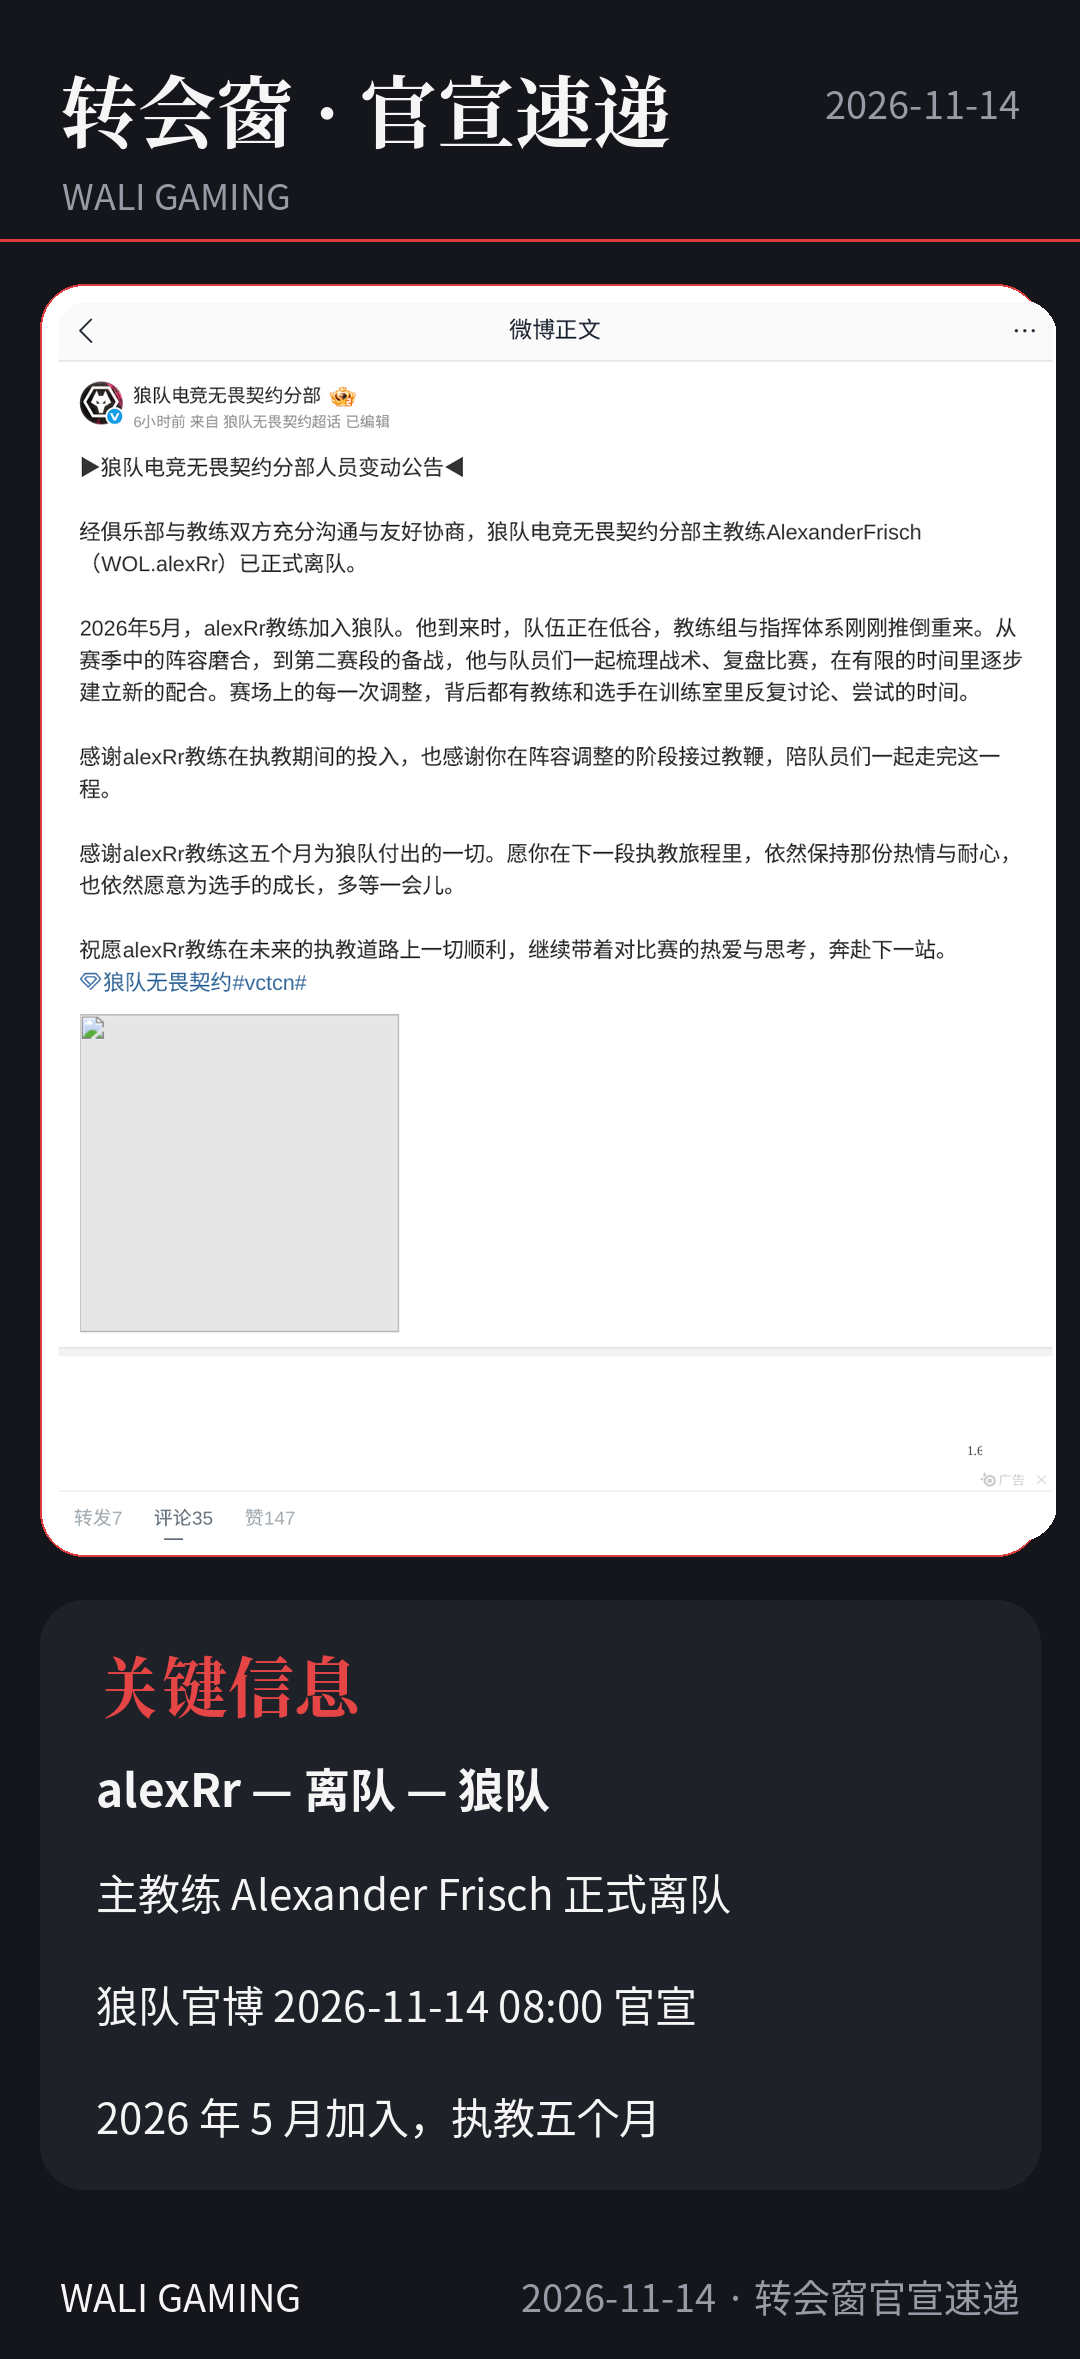 转会窗 · 官宣速递
2026-11-14
WALI GAMING
微博正文
狼队电竞无畏契约分部
6小时前 来自 狼队无畏契约超话 已编辑
▶狼队电竞无畏契约分部人员变动公告◀
经俱乐部与教练双方充分沟通与友好协商，狼队电竞无畏契约分部主教练AlexanderFrisch
（WOL.alexRr）已正式离队。
2026年5月，alexRr教练加入狼队。他到来时，队伍正在低谷，教练组与指挥体系刚刚推倒重来。从
赛季中的阵容磨合，到第二赛段的备战，他与队员们一起梳理战术、复盘比赛，在有限的时间里逐步
建立新的配合。赛场上的每一次调整，背后都有教练和选手在训练室里反复讨论、尝试的时间。
感谢alexRr教练在执教期间的投入，也感谢你在阵容调整的阶段接过教鞭，陪队员们一起走完这一
程。
感谢alexRr教练这五个月为狼队付出的一切。愿你在下一段执教旅程里，依然保持那份热情与耐心，
也依然愿意为选手的成长，多等一会儿。
祝愿alexRr教练在未来的执教道路上一切顺利，继续带着对比赛的热爱与思考，奔赴下一站。
狼队无畏契约#vctcn#
1.6
广告
转发7 评论35 赞147
关键信息
alexRr — 离队 — 狼队
主教练 Alexander Frisch 正式离队
狼队官博 2026-11-14 08:00 官宣
2026 年 5 月加入，执教五个月
WALI GAMING
2026-11-14 · 转会窗官宣速递